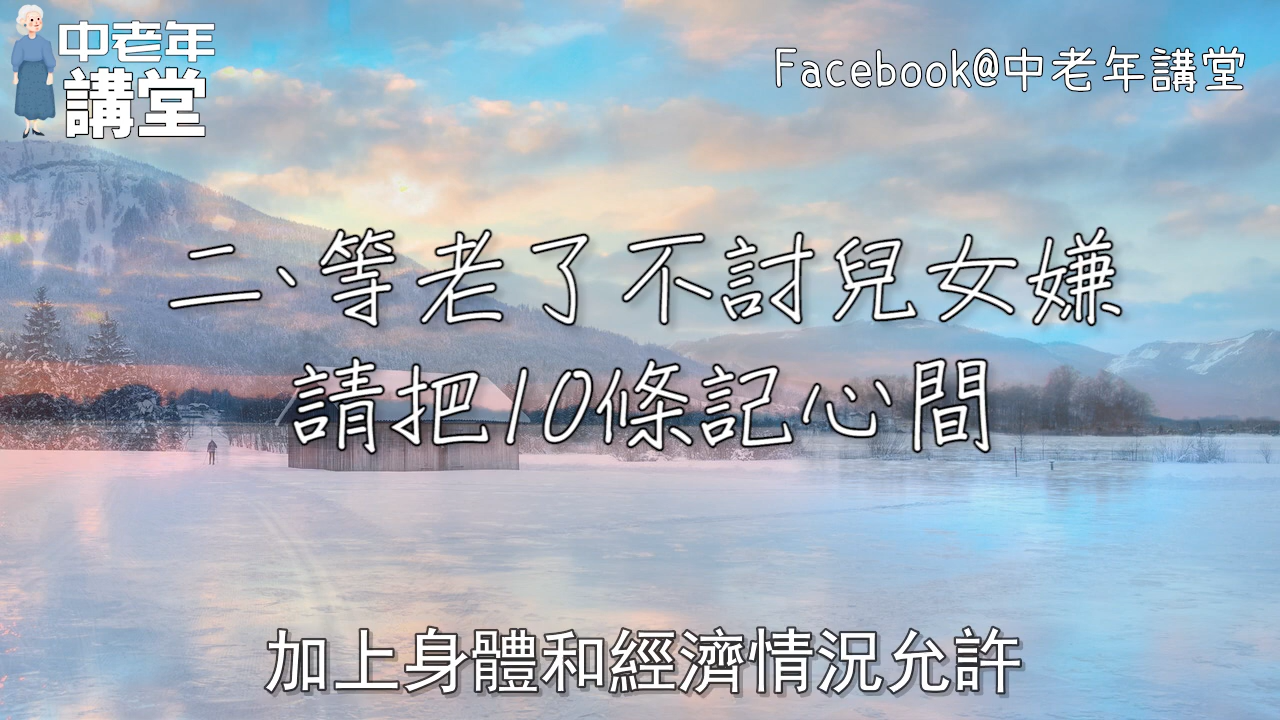 中老年
講堂
Facebook@中老年講堂
二、等老了不討兒女嫌
請把10條記心間
加上身體和經濟情況允許